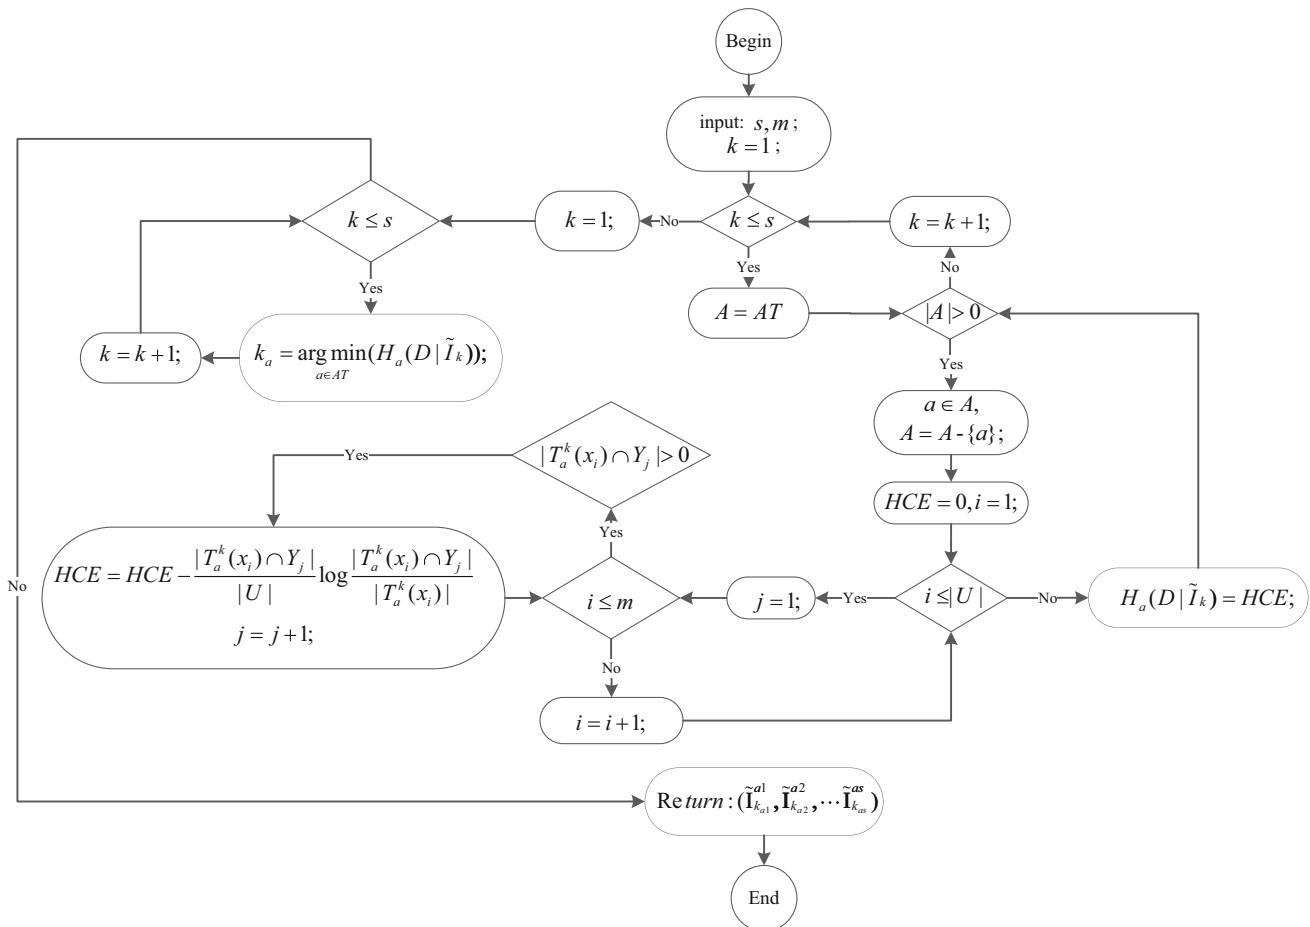 Begin
input: s, m;
k = 1;
k ≤ s
No
k = 1;
k ≤ s
k = k + 1;
Yes
No
Yes
A = AT
|A| > 0
k = k + 1;
k_a = arg min(H_a(D | Ĩ_k));
a∈AT
Yes
a ∈ A,
A = A - {a};
Yes
|T_a^k(x_i) ∩ Y_j| > 0
HCE = 0, i = 1;
Yes
HCE = HCE - |T_a^k(x_i) ∩ Y_j| / |U| log |T_a^k(x_i) ∩ Y_j| / |T_a^k(x_i)|
j = j + 1;
No
i ≤ m
j = 1;
Yes
i ≤ |U|
No
H_a(D | Ĩ_k) = HCE;
No
i = i + 1;
Return: (Ĩ_{k_{a1}}^{a1}, Ĩ_{k_{a2}}^{a2}, ⋯ Ĩ_{k_{as}}^{as})
End